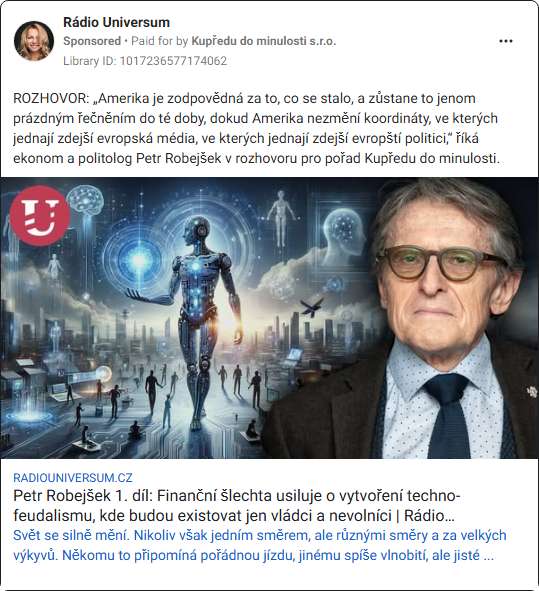 Rádio Universum
Sponsored • Paid for by Kupředu do minulosti s.r.o.
Library ID: 1017236577174062
ROZHOVOR: „Amerika je zodpovědná za to, co se stalo, a zůstane to jenom
prázdným řečněním do té doby, dokud Amerika nezmění koordináty, ve kterých
jednají zdejší evropská média, ve kterých jednají zdejší evropští politici,“ říká
ekonom a politolog Petr Robejšek v rozhovoru pro pořad Kupředu do minulosti.
U
RADIOUNIVERSUM.CZ
Petr Robejšek 1. díl: Finanční šlechta usiluje o vytvoření techno-
feudalismu, kde budou existovat jen vládci a nevolníci | Rádio...
Svět se silně mění. Nikoliv však jedním směrem, ale různými směry a za velkých
výkyvů. Někomu to připomíná pořádnou jízdu, jinému spíše vlnobití, ale jisté ...